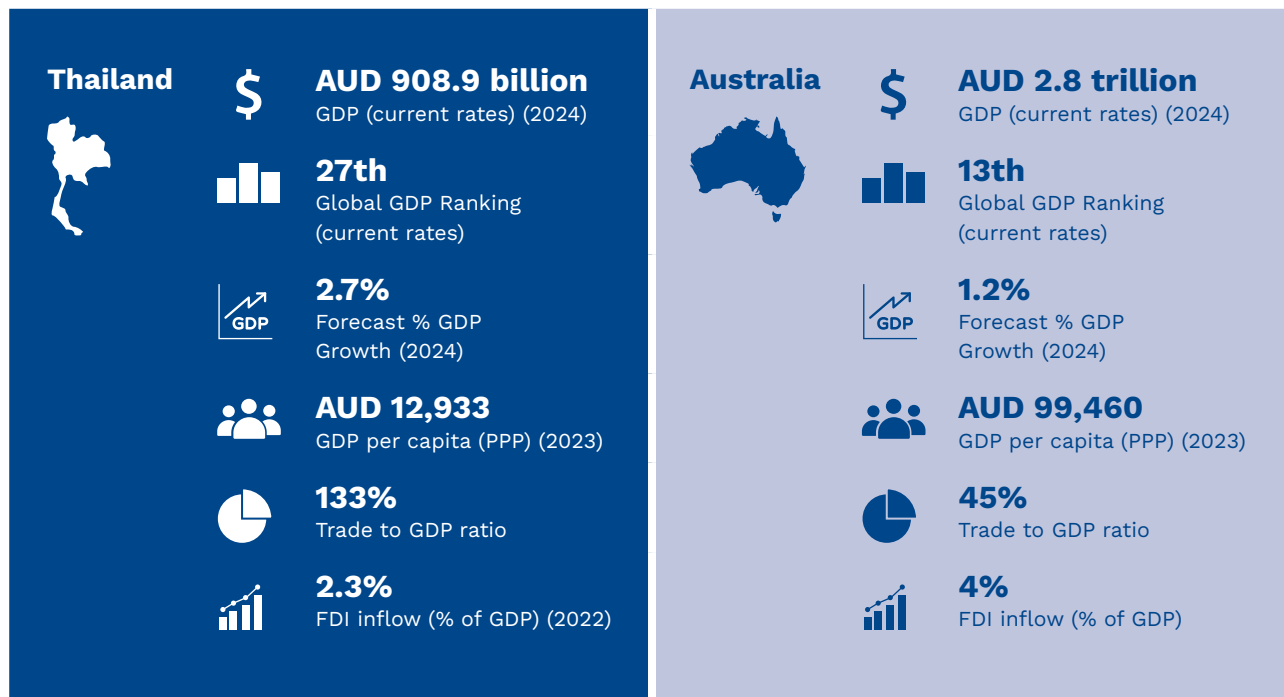 Thailand
AUD 908.9 billion
GDP (current rates) (2024)
27th
Global GDP Ranking
(current rates)
GDP
2.7%
Forecast % GDP
Growth (2024)
AUD 12,933
GDP per capita (PPP) (2023)
133%
Trade to GDP ratio
2.3%
FDI inflow (% of GDP) (2022)
Australia
AUD 2.8 trillion
GDP (current rates) (2024)
13th
Global GDP Ranking
(current rates)
GDP
1.2%
Forecast % GDP
Growth (2024)
AUD 99,460
GDP per capita (PPP) (2023)
45%
Trade to GDP ratio
4%
FDI inflow (% of GDP)